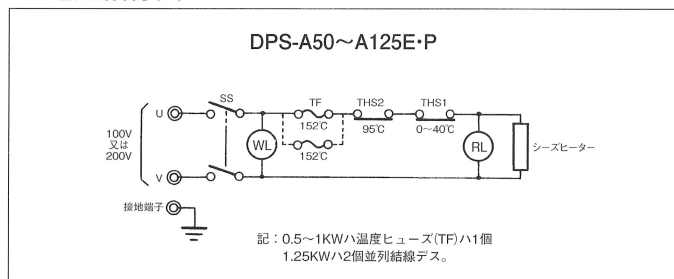 DPS-A50～A125E・P
SS
TF
THS2
THS1
U
152℃
95℃
0～40℃
100V
又は
200V
WL
152℃
RL
シーズヒーター
V
接地端子
記：0.5～1KWハ温度ヒューズ(TF)ハ1個
1.25KWハ2個並列結線デス。